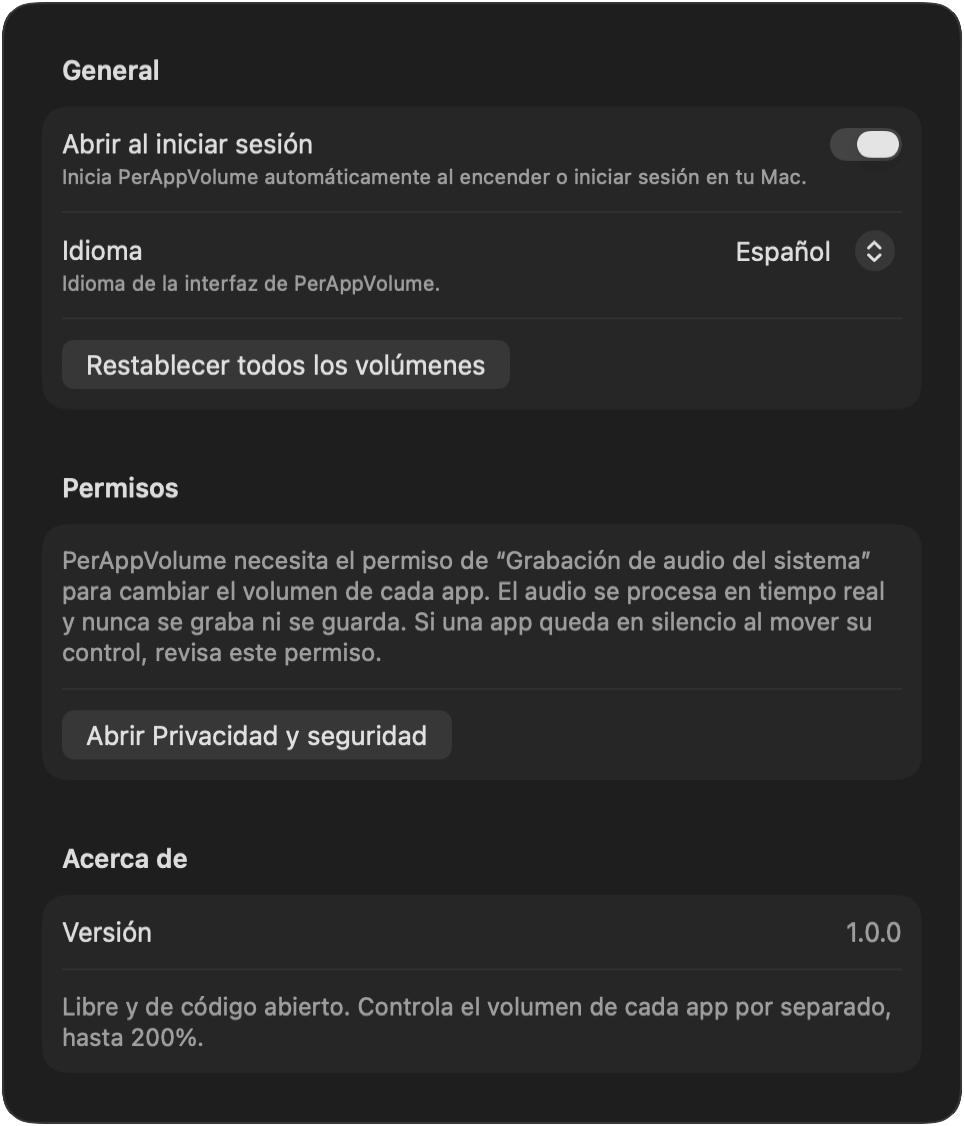 General
Abrir al iniciar sesión
Inicia PerAppVolume automáticamente al encender o iniciar sesión en tu Mac.
Idioma
Español
Idioma de la interfaz de PerAppVolume.
Restablecer todos los volúmenes
Permisos
PerAppVolume necesita el permiso de “Grabación de audio del sistema”
para cambiar el volumen de cada app. El audio se procesa en tiempo real
y nunca se graba ni se guarda. Si una app queda en silencio al mover su
control, revisa este permiso.
Abrir Privacidad y seguridad
Acerca de
Versión
1.0.0
Libre y de código abierto. Controla el volumen de cada app por separado,
hasta 200%.